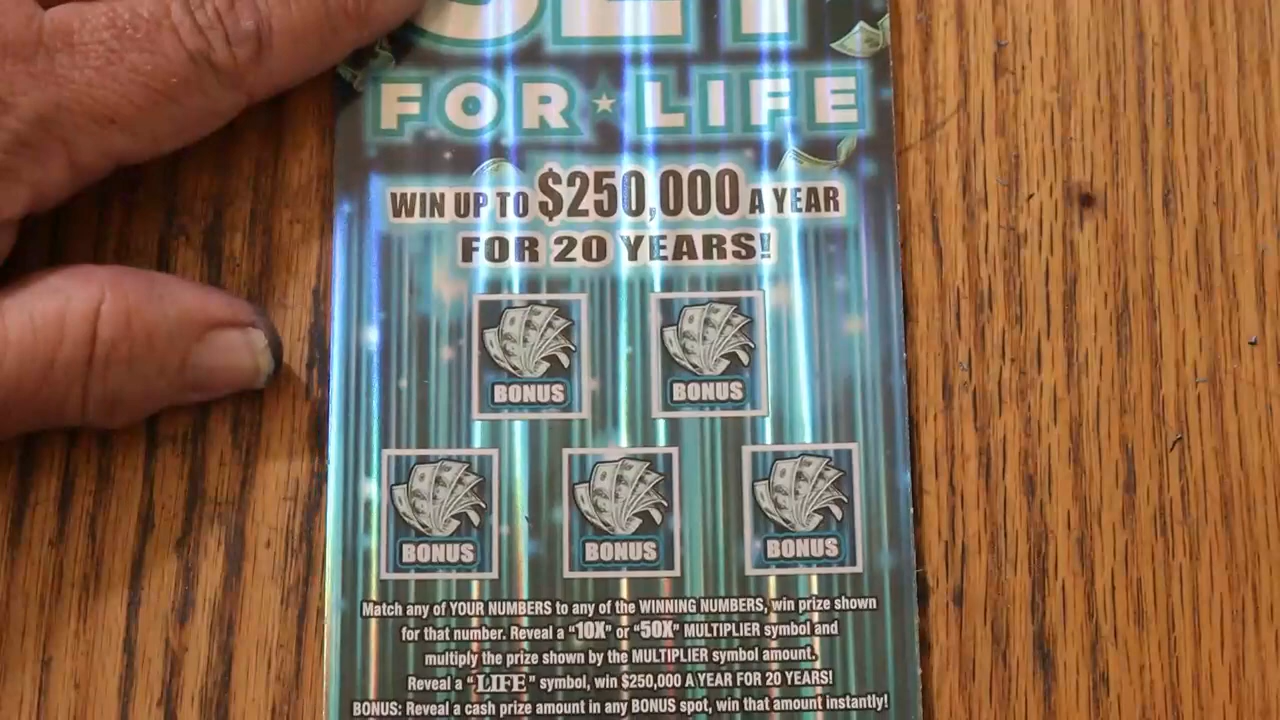 SET
FOR★LIFE
WIN UP TO $250,000 A YEAR
FOR 20 YEARS!
BONUS BONUS
BONUS BONUS BONUS
Match any of YOUR NUMBERS to any of the WINNING NUMBERS, win prize shown
for that number. Reveal a "10X" or "50X" MULTIPLIER symbol and
multiply the prize shown by the MULTIPLIER symbol amount.
Reveal a "LIFE" symbol, win $250,000 A YEAR FOR 20 YEARS!
BONUS: Reveal a cash prize amount in any BONUS spot, win that amount instantly!